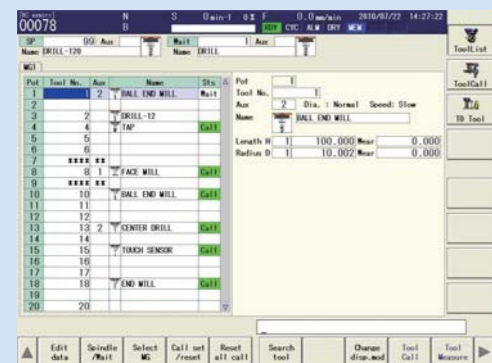 [NC memory] N S 0min-1 0% F 0.0mm/min 2010/07/22 14:27:22
00078 B RDY CYC ALM DRY MEM
SP 99 Aux Wait 1 Aux
Name DRILL-120 Name DRILL
MG1
Pot Tool No. Aux Name Sts
1 1 2 BALL END MILL Wait
2
3 2 DRILL-12
4 4 TAP Call
5 5
6 6
7 **** **
8 8 1 FACE MILL Call
9 **** **
10 10 BALL END MILL Call
11 11
12 12
13 13 2 CENTER DRILL Call
14 14
15 15 TOUCH SENSOR Call
16 16
17 17
18 18 END MILL Call
19
20 20
Pot 1
Tool No. 1
Aux 2 Dia. : Normal Speed: Slow
Name BALL END MILL
Length H 1 100.000 Wear 0.000
Radius D 1 10.002 Wear 0.000
ToolList
ToolCall
TO Tool
Edit data
Spindle /Wait
Select MG
Call set /reset
Reset all call
Search tool
Change disp.mod
Tool Call
Tool Measure